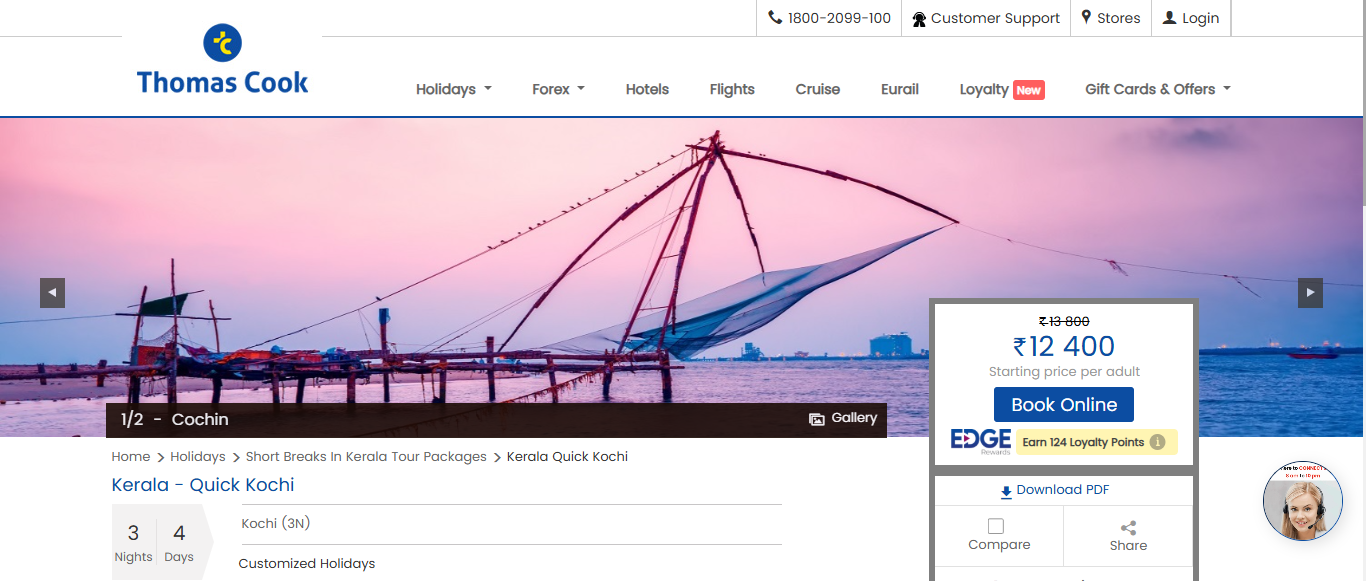 1800-2099-100 Customer Support Stores Login
Thomas Cook
Holidays Forex Hotels Flights Cruise Eurail Loyalty New Gift Cards & Offers
₹ 13 800
₹12 400
Starting price per adult
Book Online
EDGE Rewards Earn 124 Loyalty Points i
1/2 - Cochin Gallery
Home > Holidays > Short Breaks In Kerala Tour Packages > Kerala Quick Kochi
Kerala - Quick Kochi
3 Nights 4 Days
Kochi (3N)
Customized Holidays
Download PDF
Compare Share